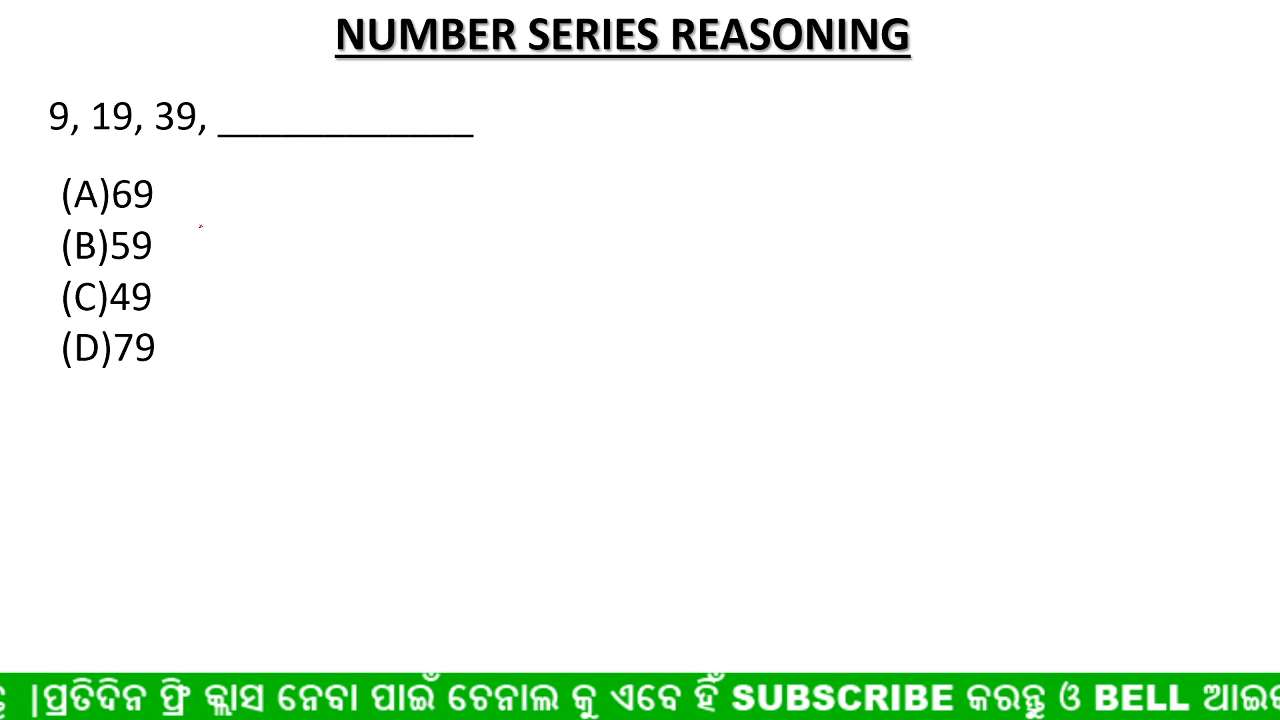 NUMBER SERIES REASONING
9, 19, 39, ____________
(A)69
(B)59
(C)49
(D)79
|ପ୍ରତିଦିନ ଫ୍ରି କ୍ଲାସ ନେବା ପାଇଁ ଚେନାଲ କୁ ଏବେ ହିଁ SUBSCRIBE କରନ୍ତୁ ଓ BELL